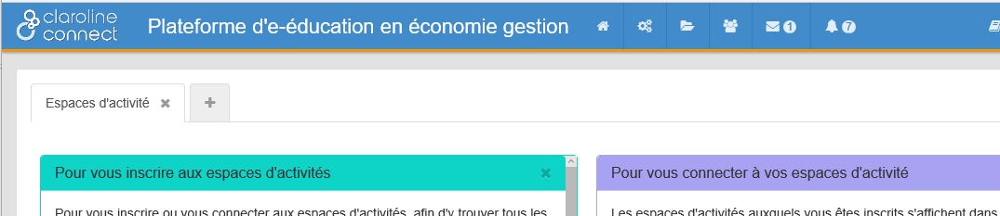 claroline
connect
Plateforme d'e-éducation en économie gestion
1
7
Espaces d'activité
Pour vous inscrire aux espaces d'activités
Pour vous connecter à vos espaces d'activité
Pour vous inscrire ou vous connecter aux espaces d'activités, afin d'y trouver tous les
Les espaces d'activités auxquels vous êtes inscrits s'affichent dans